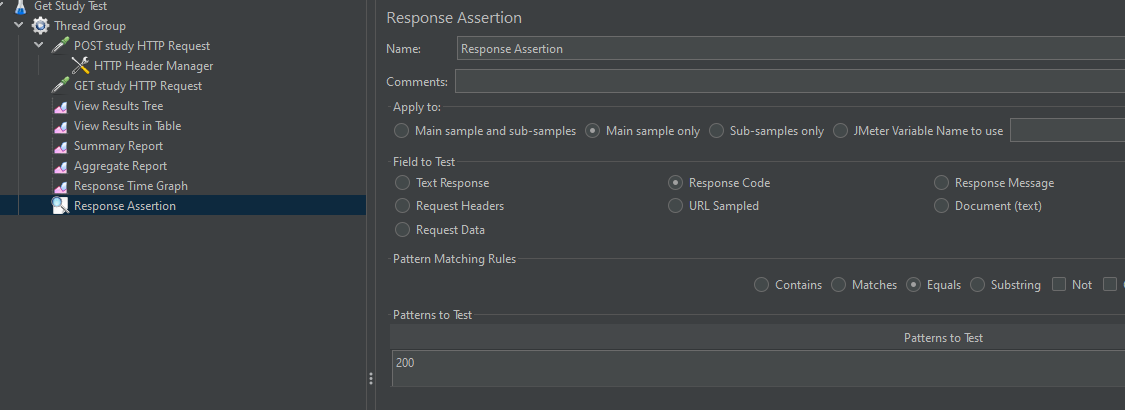 Get Study Test
Thread Group
POST study HTTP Request
HTTP Header Manager
GET study HTTP Request
View Results Tree
View Results in Table
Summary Report
Aggregate Report
Response Time Graph
Response Assertion
Response Assertion
Name: Response Assertion
Comments:
Apply to:
Main sample and sub-samples Main sample only Sub-samples only JMeter Variable Name to use
Field to Test
Text Response Response Code Response Message
Request Headers URL Sampled Document (text)
Request Data
Pattern Matching Rules
Contains Matches Equals Substring Not
Patterns to Test
Patterns to Test
200